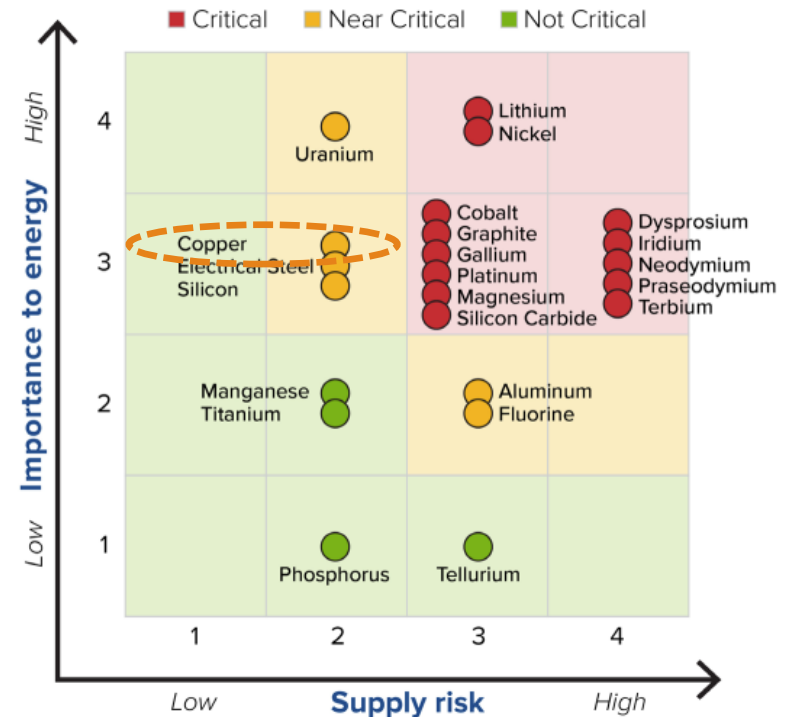 Critical
Near Critical
Not Critical
High
Importance to energy
Low
4
3
2
1
Uranium
Lithium
Nickel
Copper
Electrical Steel
Silicon
Cobalt
Graphite
Gallium
Platinum
Magnesium
Silicon Carbide
Dysprosium
Iridium
Neodymium
Praseodymium
Terbium
Manganese
Titanium
Aluminum
Fluorine
Phosphorus
Tellurium
1
2
3
4
Low
Supply risk
High